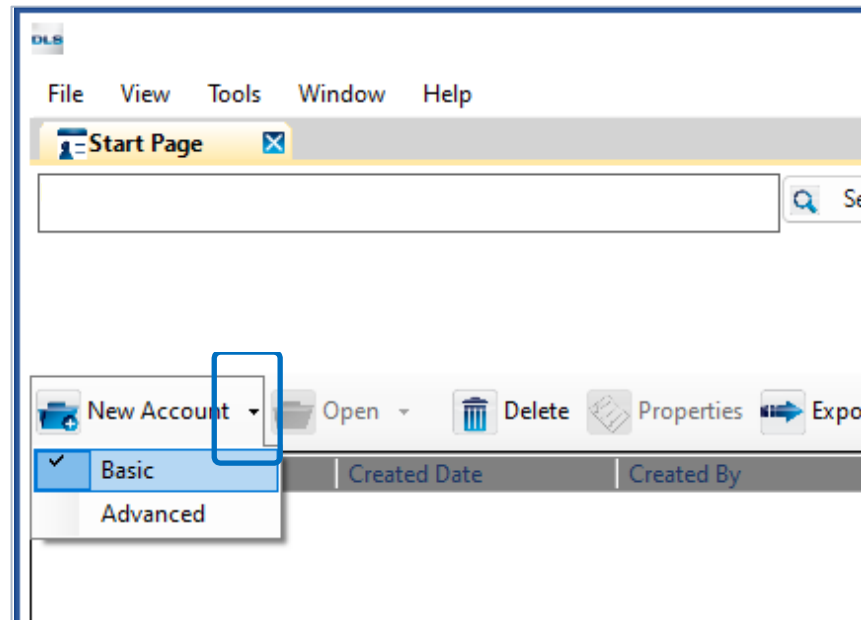 DLS
File View Tools Window Help
Start Page
New Account Open Delete Properties
Basic Created Date Created By
Advanced